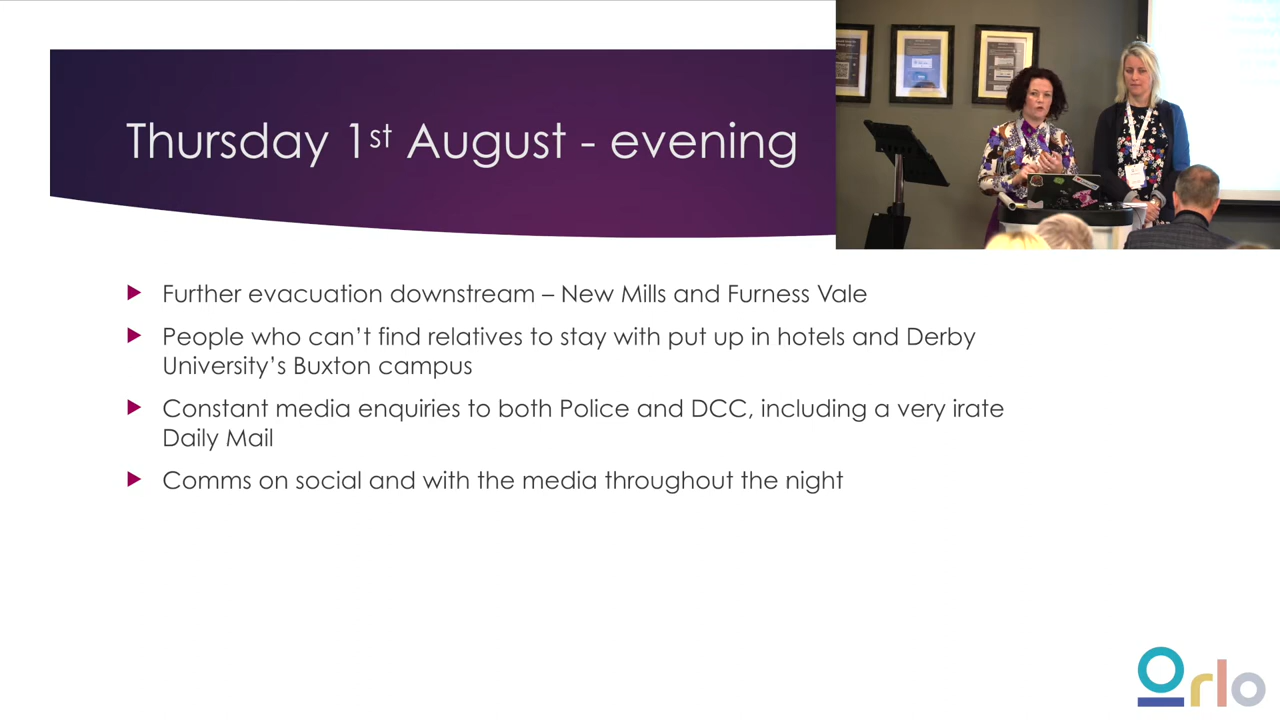 Thursday 1st August - evening
Further evacuation downstream – New Mills and Furness Vale
People who can't find relatives to stay with put up in hotels and Derby
University's Buxton campus
Constant media enquiries to both Police and DCC, including a very irate
Daily Mail
Comms on social and with the media throughout the night
Orlo